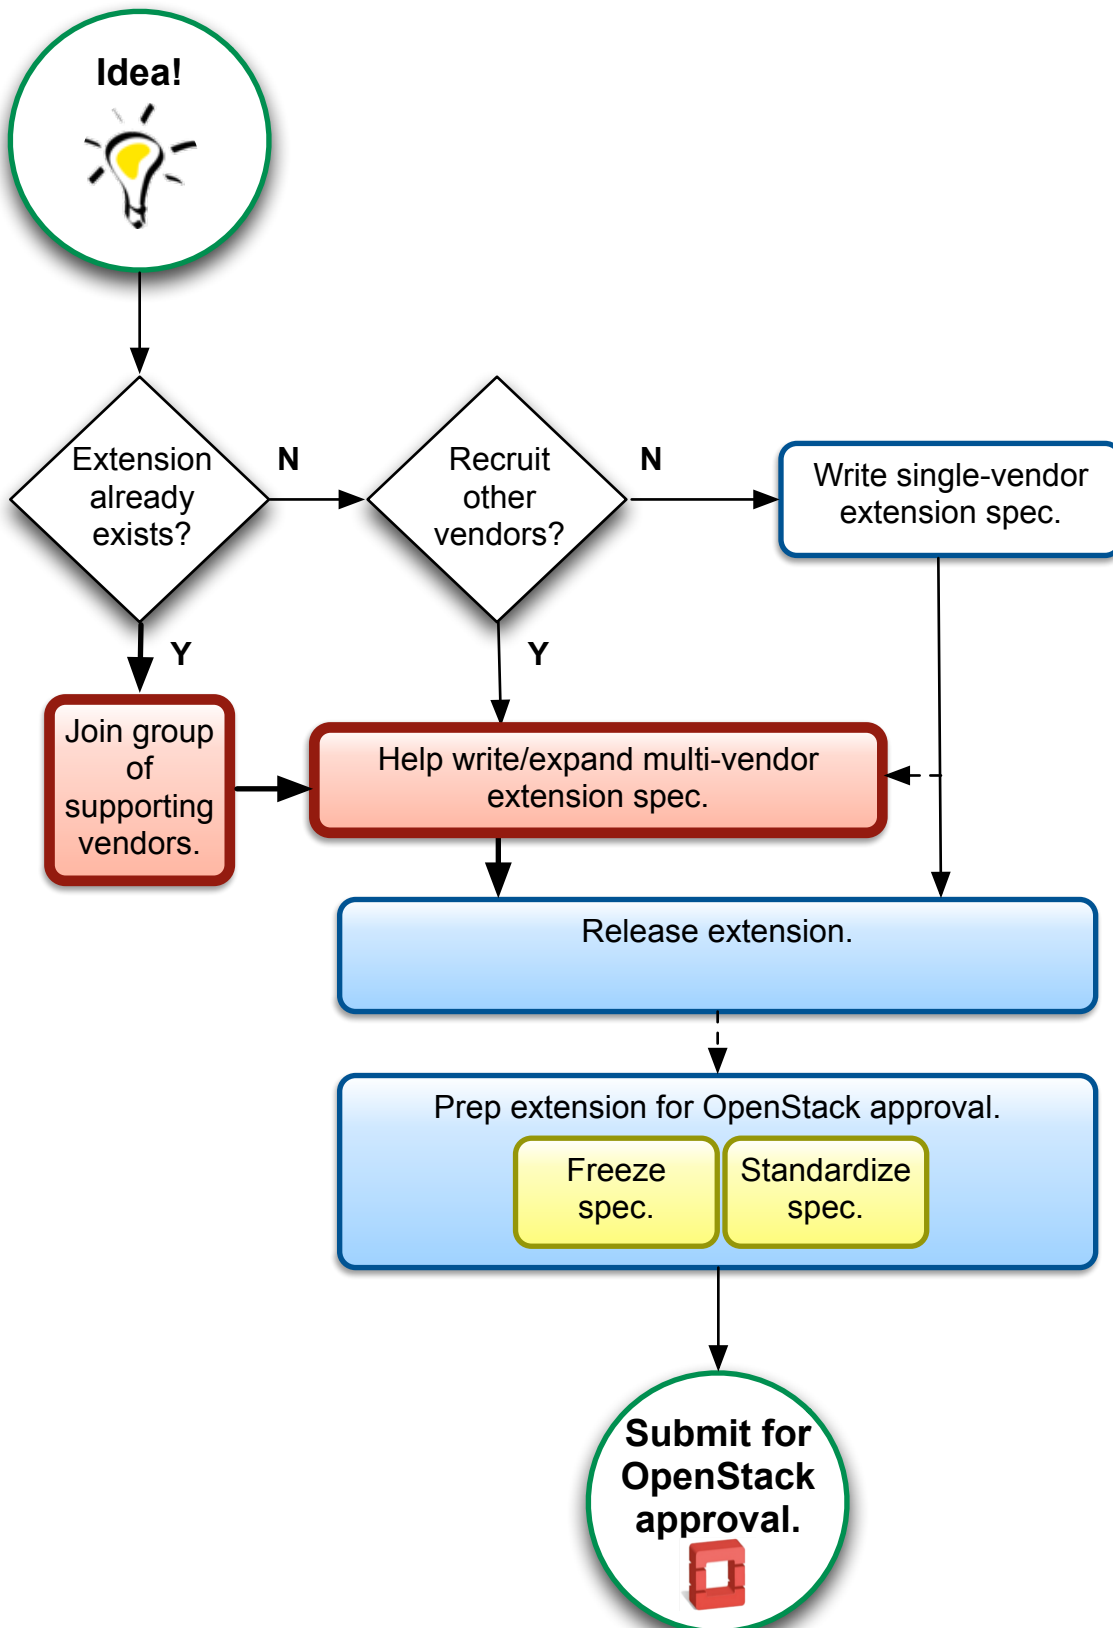 Idea!
Extension
already
exists?
N
Recruit
other
vendors?
N
Write single-vendor
extension spec.
Y
Y
Join group
of
supporting
vendors.
Help write/expand multi-vendor
extension spec.
Release extension.
Prep extension for OpenStack approval.
Freeze
spec.
Standardize
spec.
Submit for
OpenStack
approval.